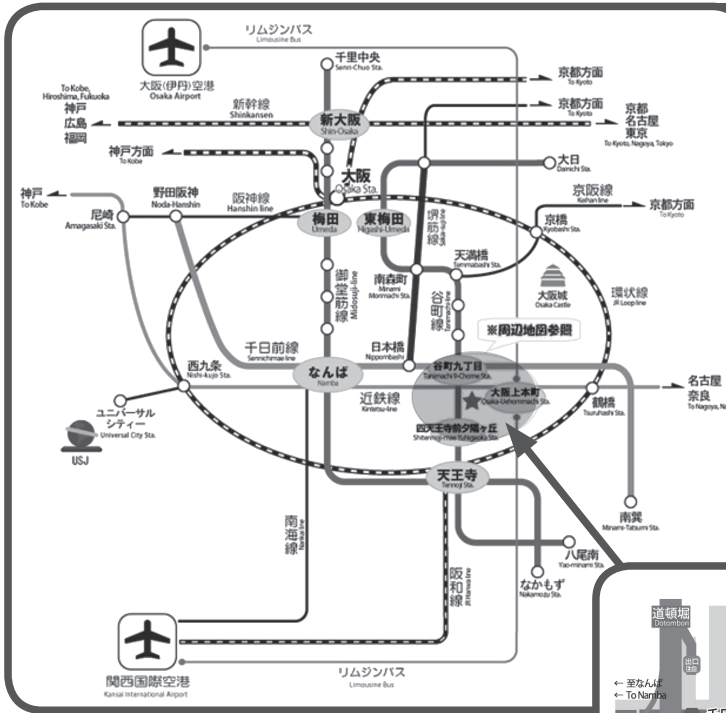 リムジンバス
Limousine Bus
大阪(伊丹)空港
Osaka Airport
千里中央
Senri-Chuo Sta.
京都方面
To Kyoto
To Kobe,
Hiroshima, Fukuoka
神戸
広島
福岡
新幹線
Shinkansen
新大阪
Shin-Osaka
京都方面
To Kyoto
京都
名古屋
東京
To Kyoto, Nagoya, Tokyo
神戸方面
To Kobe
大阪
Osaka Sta.
大日
Dainichi Sta.
神戸
To Kobe
野田阪神
Noda-Hanshin
阪神線
Hanshin line
尼崎
Amagasaki Sta.
梅田
Umeda
東梅田
Higashi-Umeda
堺筋線
Sakaisuji-line
京阪線
Keihan line
京都方面
To Kyoto
京橋
Kyobashi Sta.
天満橋
Temmabashi Sta.
御堂筋線
Midosuji-line
南森町
Minami
Morimachi Sta.
谷町線
Tanimachi-line
大阪城
Osaka Castle
環状線
JR Loop line
※周辺地図参照
千日前線
Sennichimae-line
日本橋
Nippombashi
西九条
Nishi-kujo Sta.
なんば
Namba
近鉄線
Kintetsu-line
谷町九丁目
Tanimachi 9-Chome Sta.
大阪上本町
Osaka-Uehommachi Sta.
鶴橋
Tsuruhashi Sta.
名古屋
奈良
To Nagoya, Na
ユニバーサル
シティー
Universal City Sta.
USJ
四天王寺前夕陽ヶ丘
Shitennoji-mae Yuhigaoka Sta.
天王寺
Tennoji Sta.
南巽
Minami-Tatsumi Sta.
南海線
Nankai line
阪和線
JR Hanwa line
八尾南
Yao-minami Sta.
なかもず
Nakamozu Sta.
関西国際空港
Kansai International Airport
リムジンバス
Limousine Bus
道頓堀
Dotombori
出口
← 至なんば
← To Namba